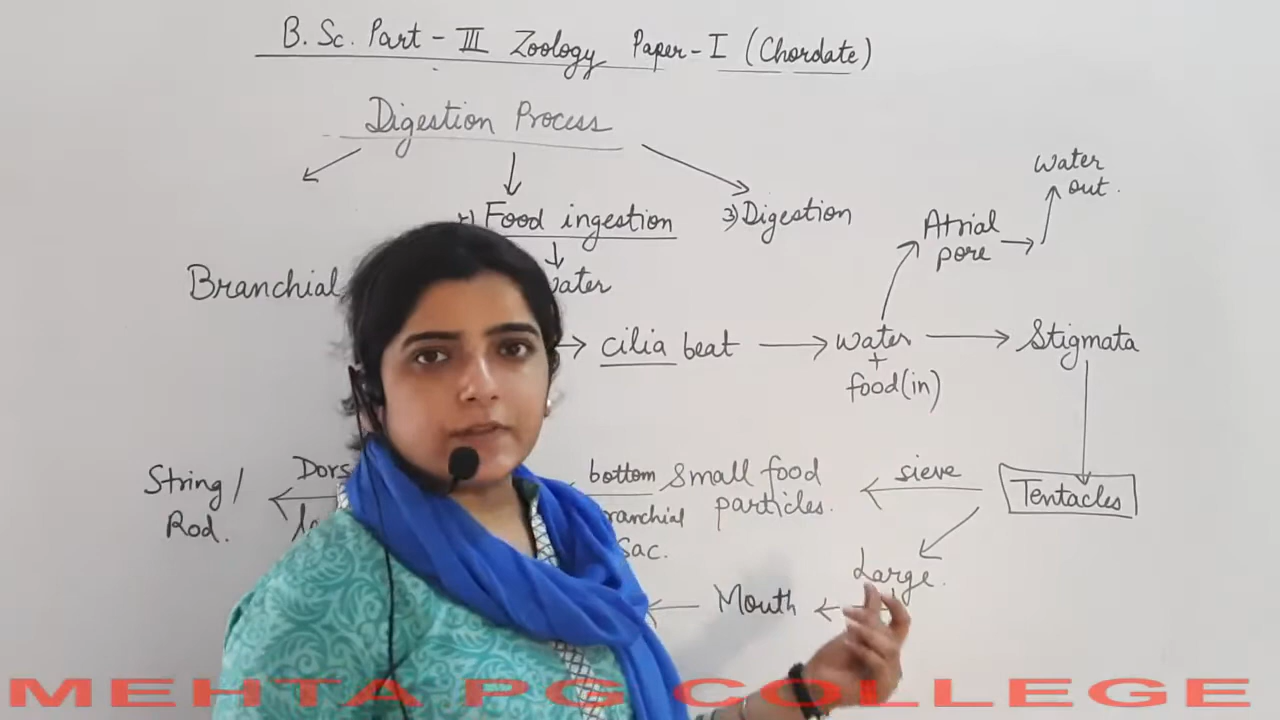 B. Sc. Part - III Zoology Paper - I (Chordate)
Digestion Process
Food ingestion
3) Digestion
Water out.
Atrial pore
Branchial
water
cilia beat
water + food(in)
Stigmata
String / Rod.
bottom
Small food particles.
sieve
Tentacles
Sac.
Large.
Mouth
MEHTA PG COLLEGE